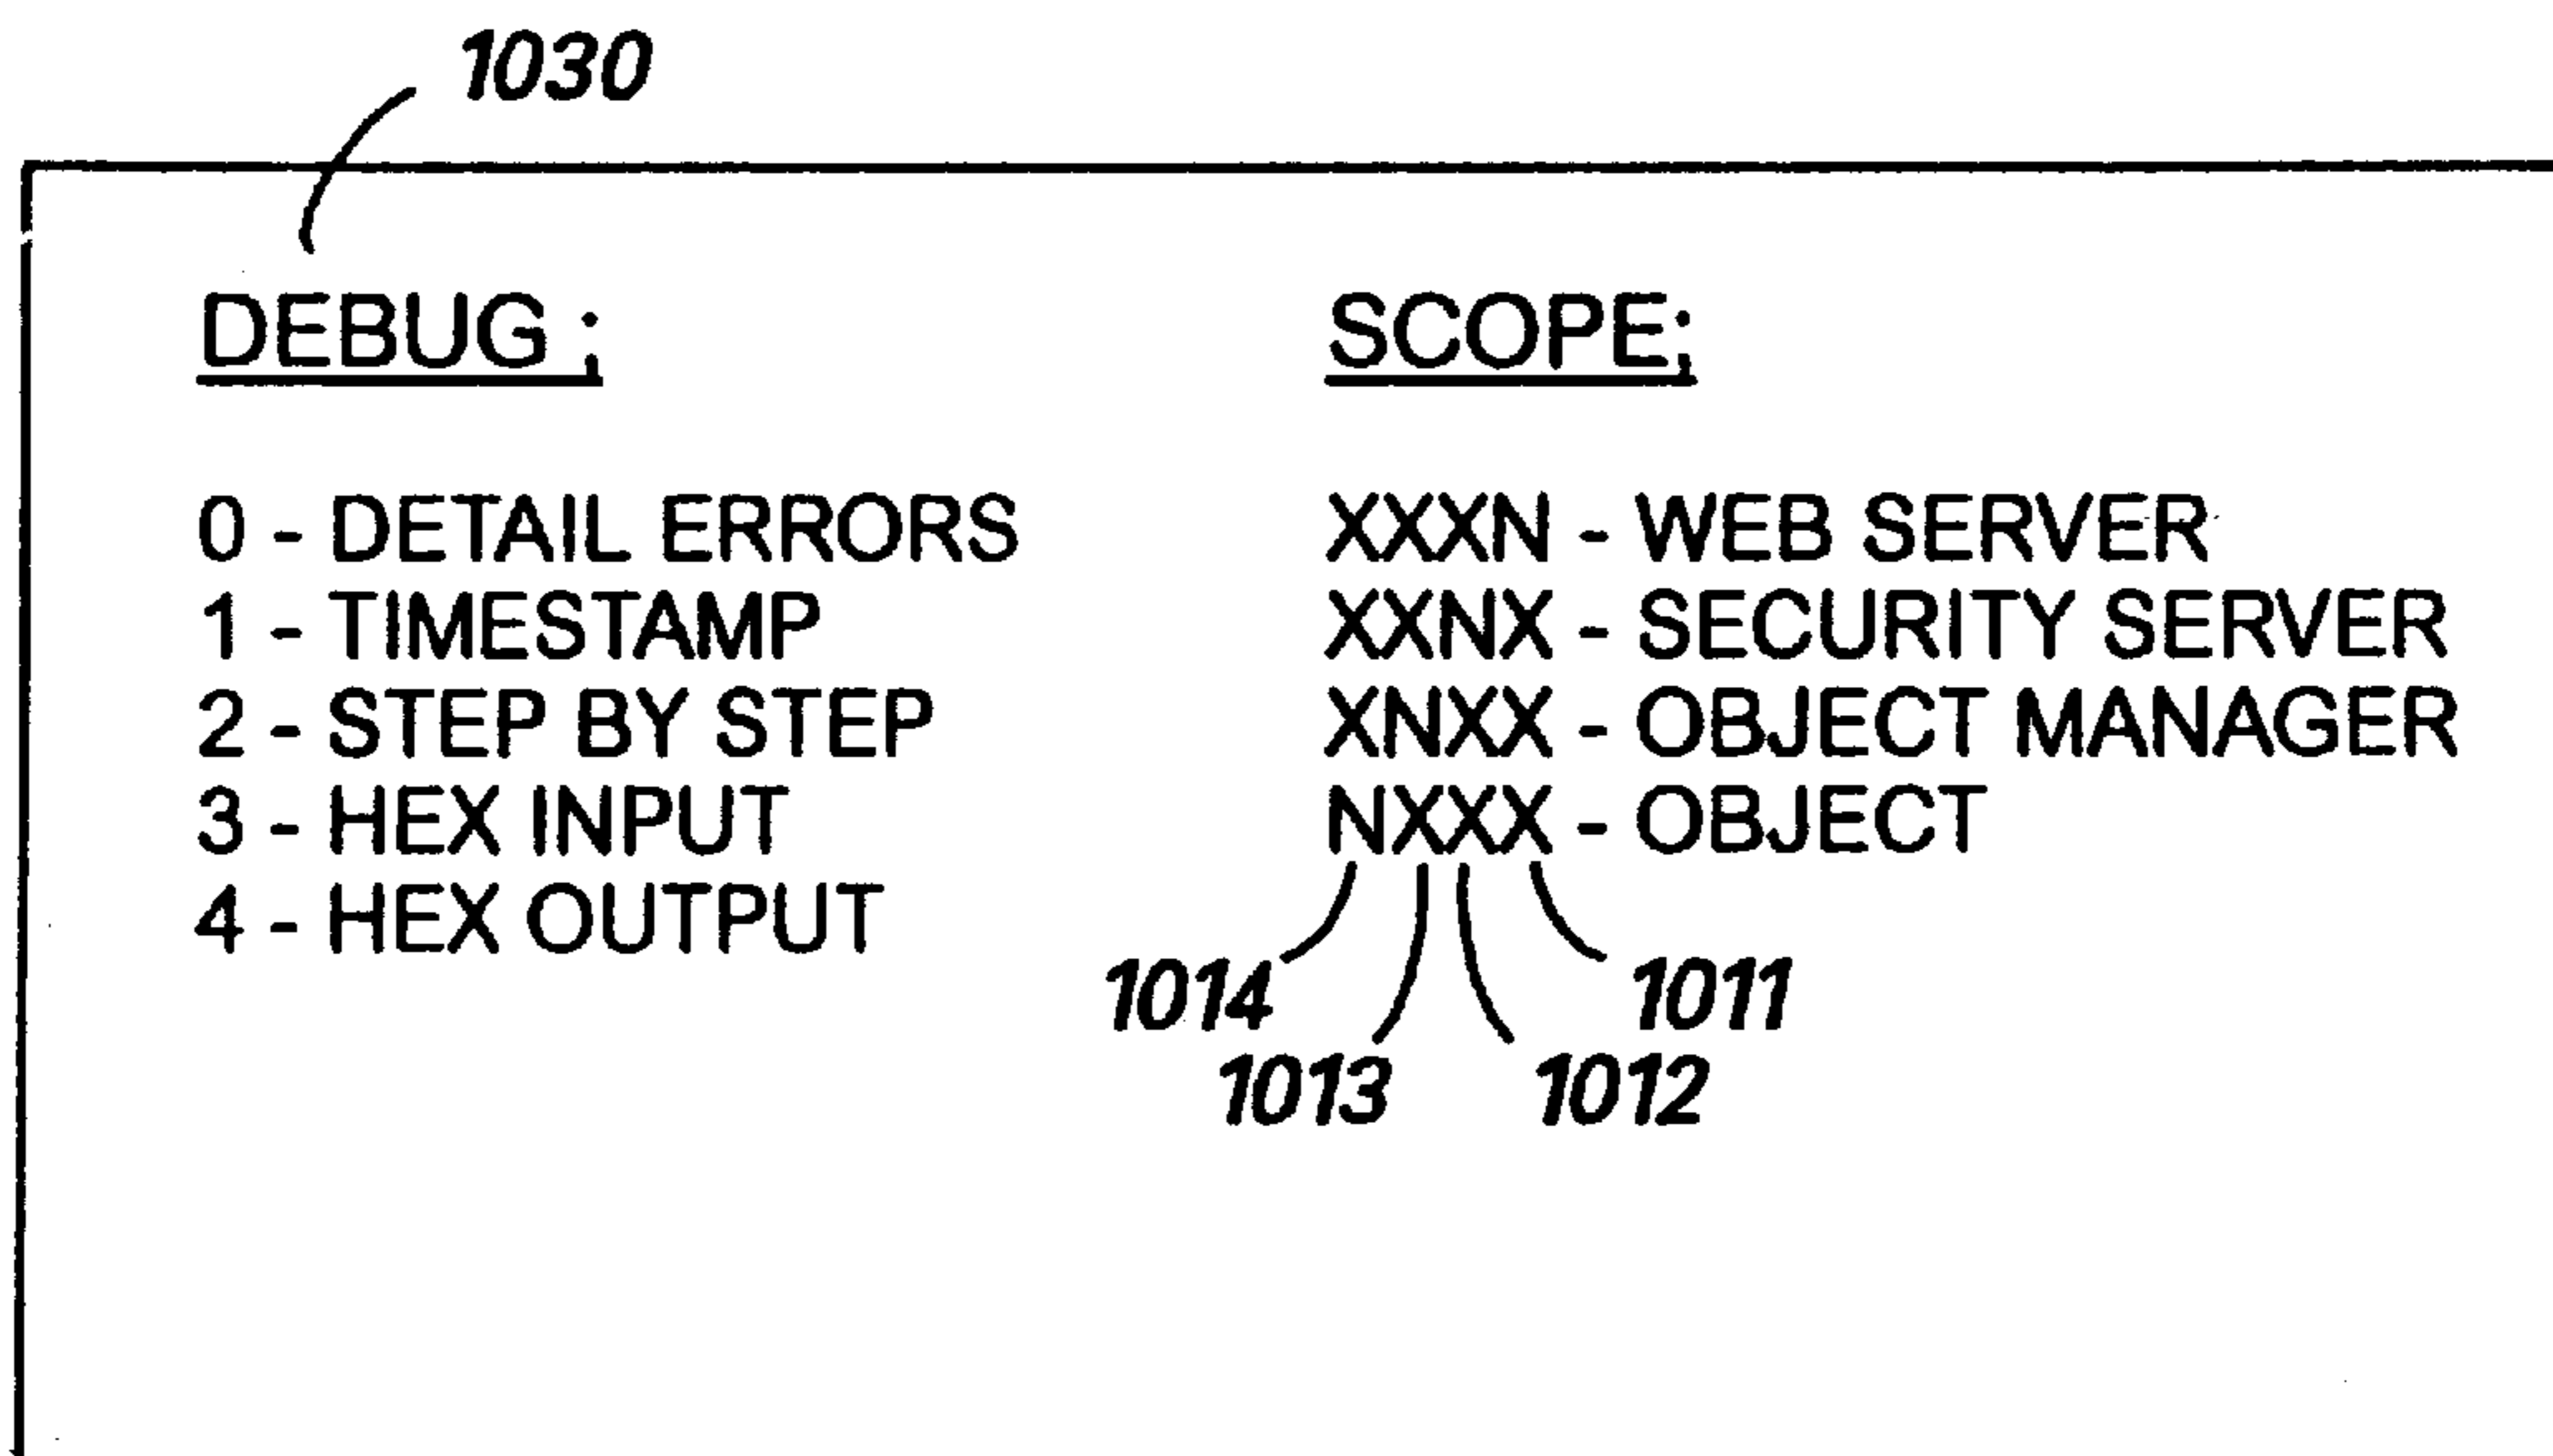 1030
DEBUG ;
0 - DETAIL ERRORS
1 - TIMESTAMP
2 - STEP BY STEP
3 - HEX INPUT
4 - HEX OUTPUT
SCOPE;
XXXN - WEB SERVER
XXNX - SECURITY SERVER
XNXX - OBJECT MANAGER
NXXX - OBJECT
1014
1011
1013
1012